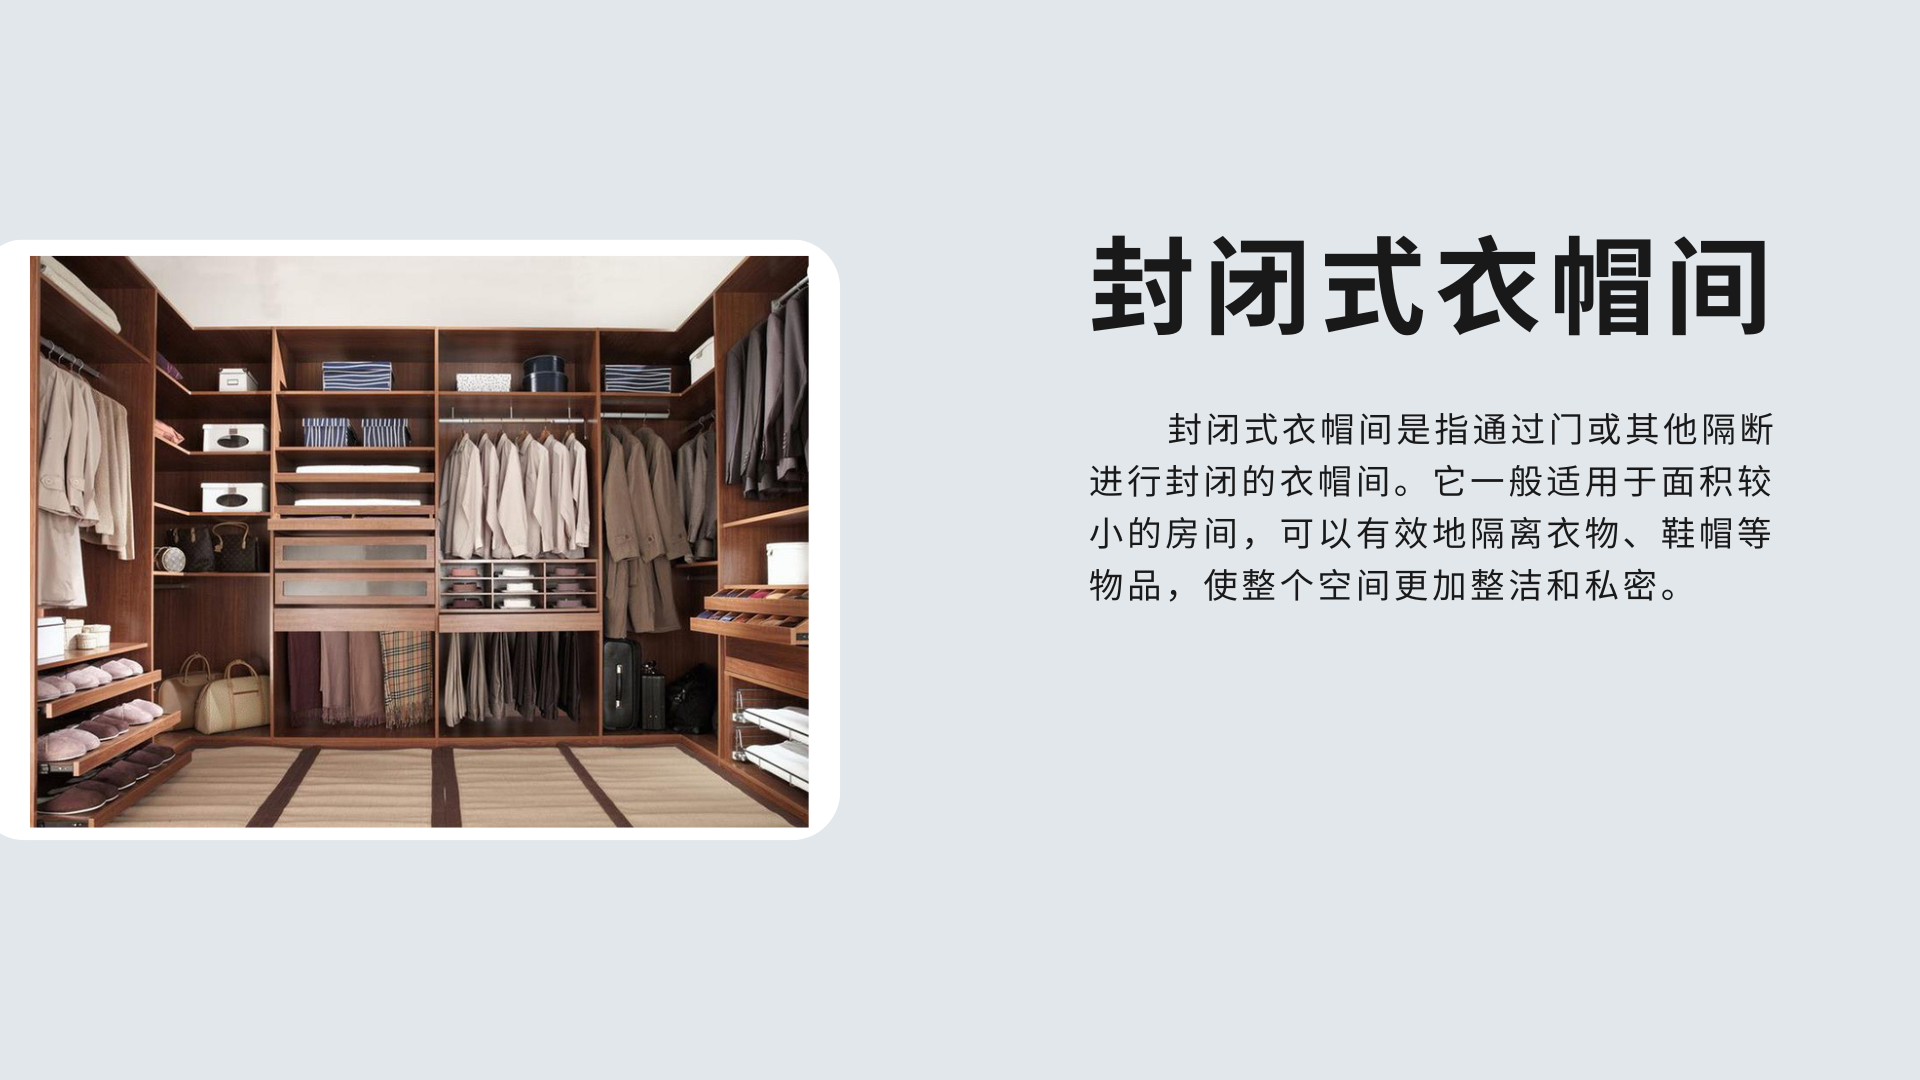 封闭式衣帽间
封闭式衣帽间是指通过门或其他隔断
进行封闭的衣帽间。它一般适用于面积较
小的房间，可以有效地隔离衣物、鞋帽等
物品，使整个空间更加整洁和私密。